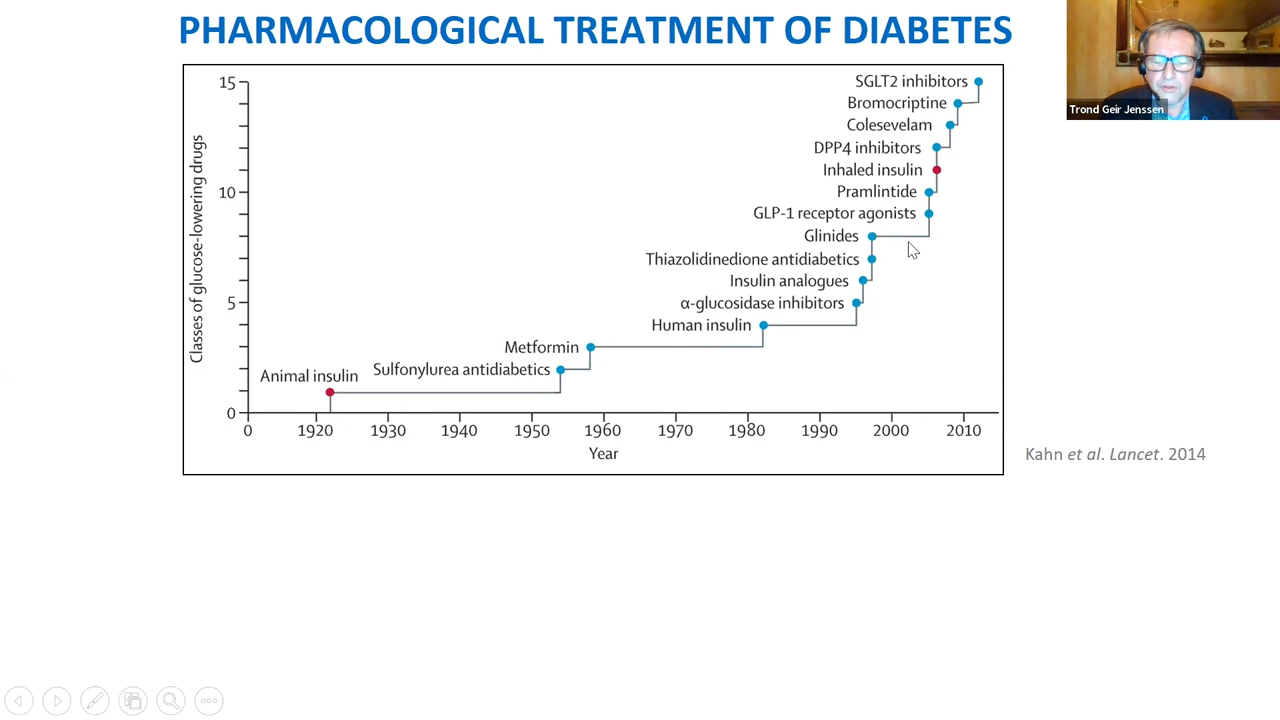 PHARMACOLOGICAL TREATMENT OF DIABETES
Trond Geir Jenssen
Classes of glucose-lowering drugs
15
10
5
0
SGLT2 inhibitors
Bromocriptine
Colesevelam
DPP4 inhibitors
Inhaled insulin
Pramlintide
GLP-1 receptor agonists
Glinides
Thiazolidinedione antidiabetics
Insulin analogues
α-glucosidase inhibitors
Human insulin
Metformin
Sulfonylurea antidiabetics
Animal insulin
0 1920 1930 1940 1950 1960 1970 1980 1990 2000 2010
Year
Kahn et al. Lancet. 2014